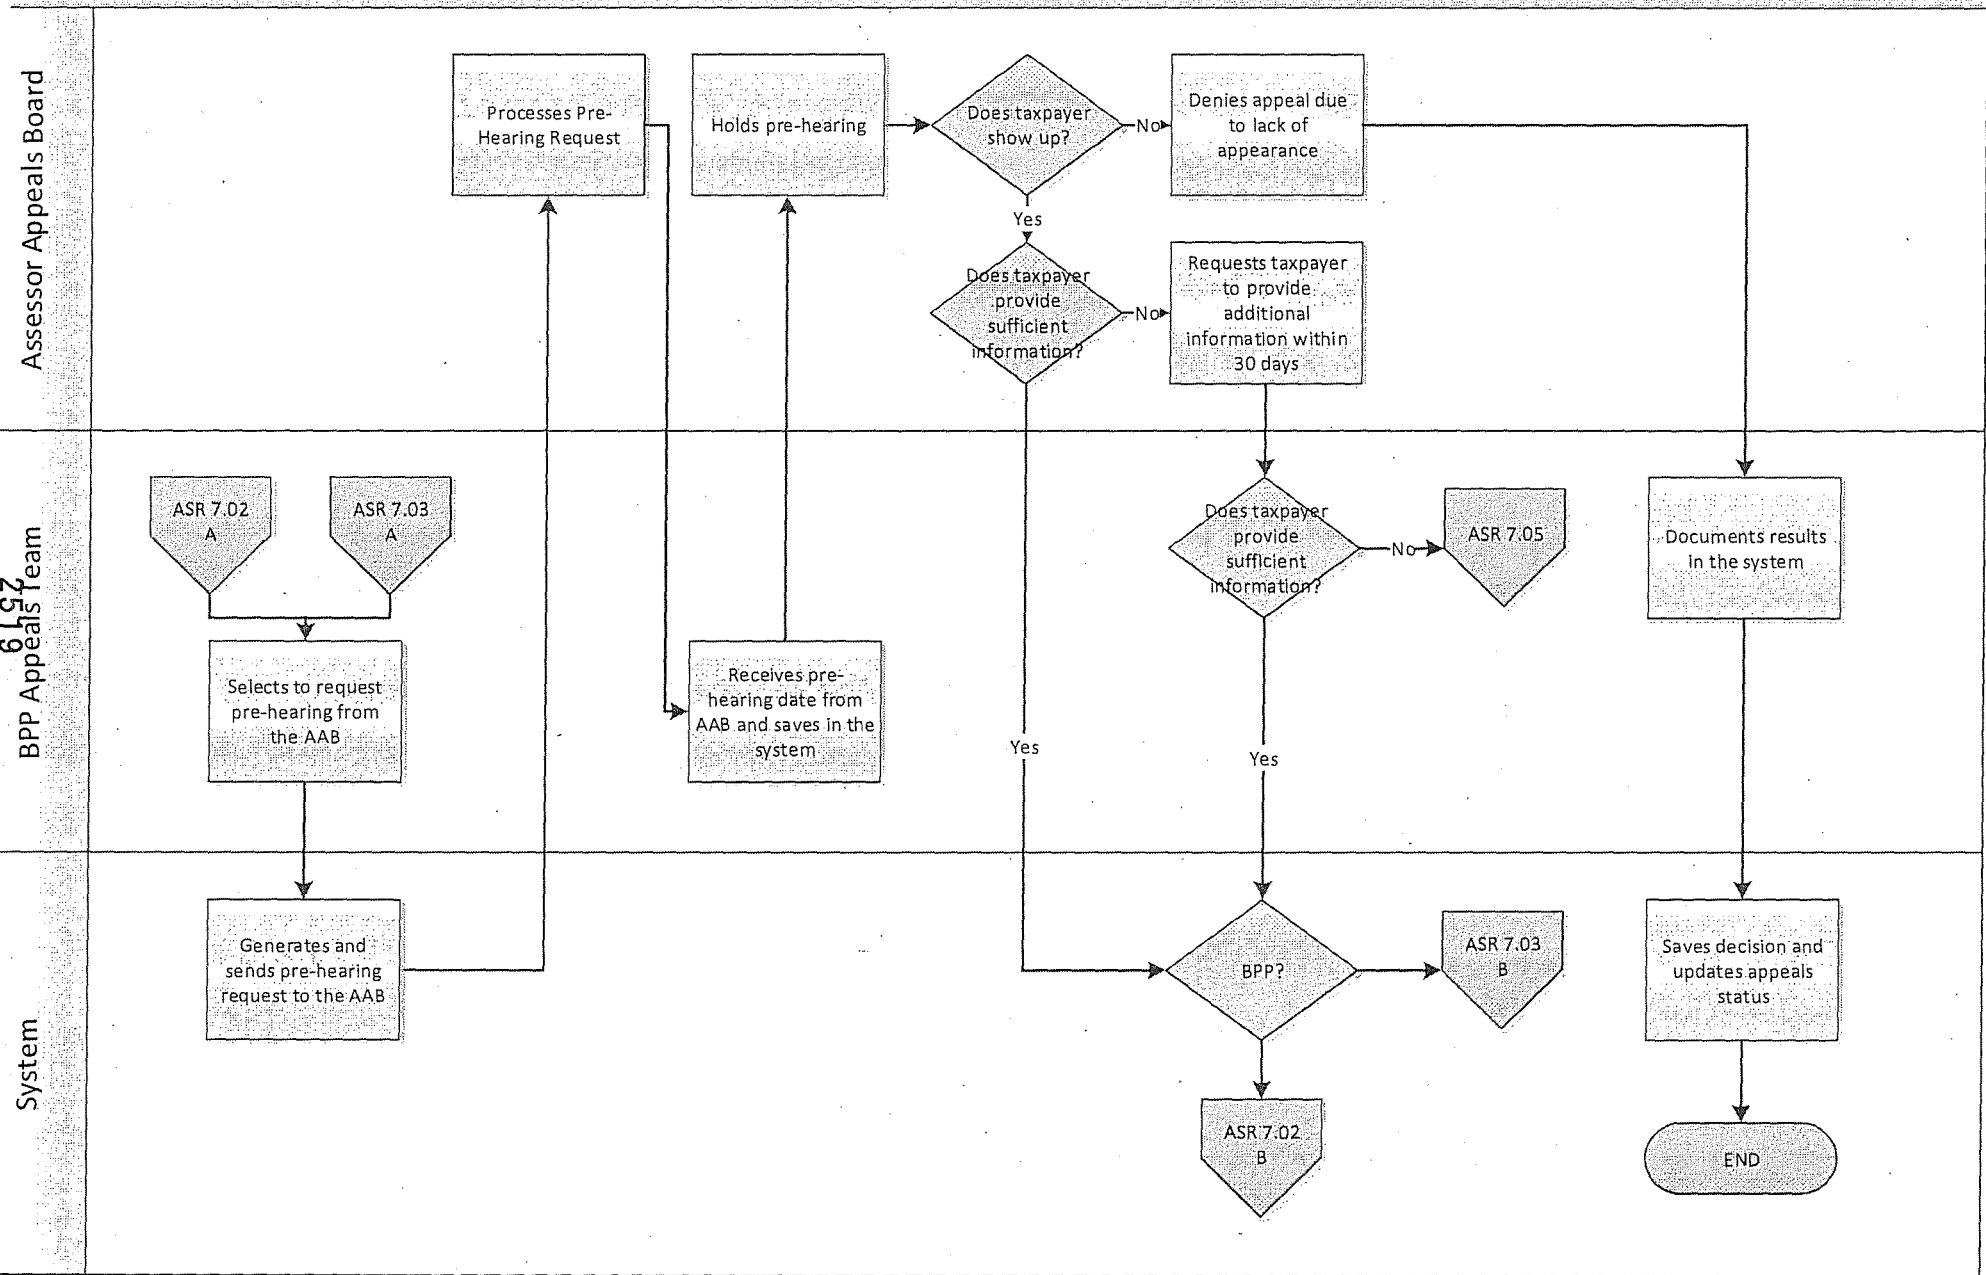 Assessor Appeals Board
Processes Pre-
Hearing Request
Holds pre-hearing
Does taxpayer
show up?
No
Denies appeal due
to lack of
appearance
Yes
Does taxpayer
provide
sufficient
information?
No
Requests taxpayer
to provide
additional
information within
30 days
BPP Appeals Team
2519
ASR 7.02
A
ASR 7.03
A
Selects to request
pre-hearing from
the AAB
Receives pre-
hearing date from
AAB and saves in the
system
Yes
Does taxpayer
provide
sufficient
information?
No
ASR 7.05
Yes
Documents results
in the system
System
Generates and
sends pre-hearing
request to the AAB
BPP?
ASR 7.03
B
ASR 7.02
B
Saves decision and
updates appeals
status
END